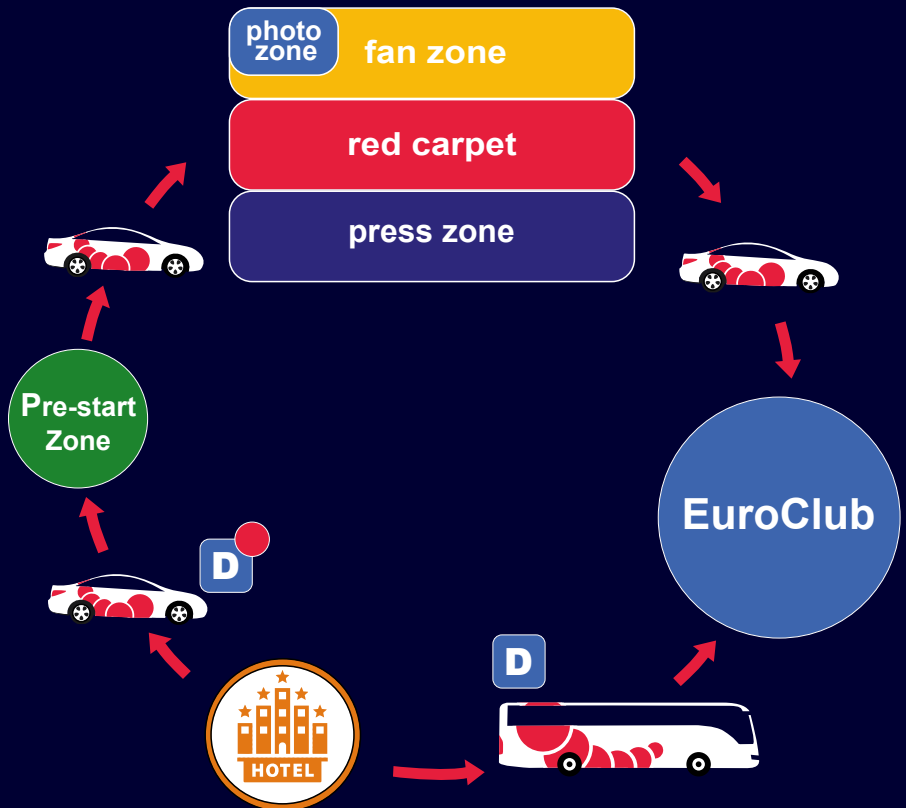 photo
zone
fan zone
red carpet
press zone
Pre-start
Zone
EuroClub
D
D
HOTEL